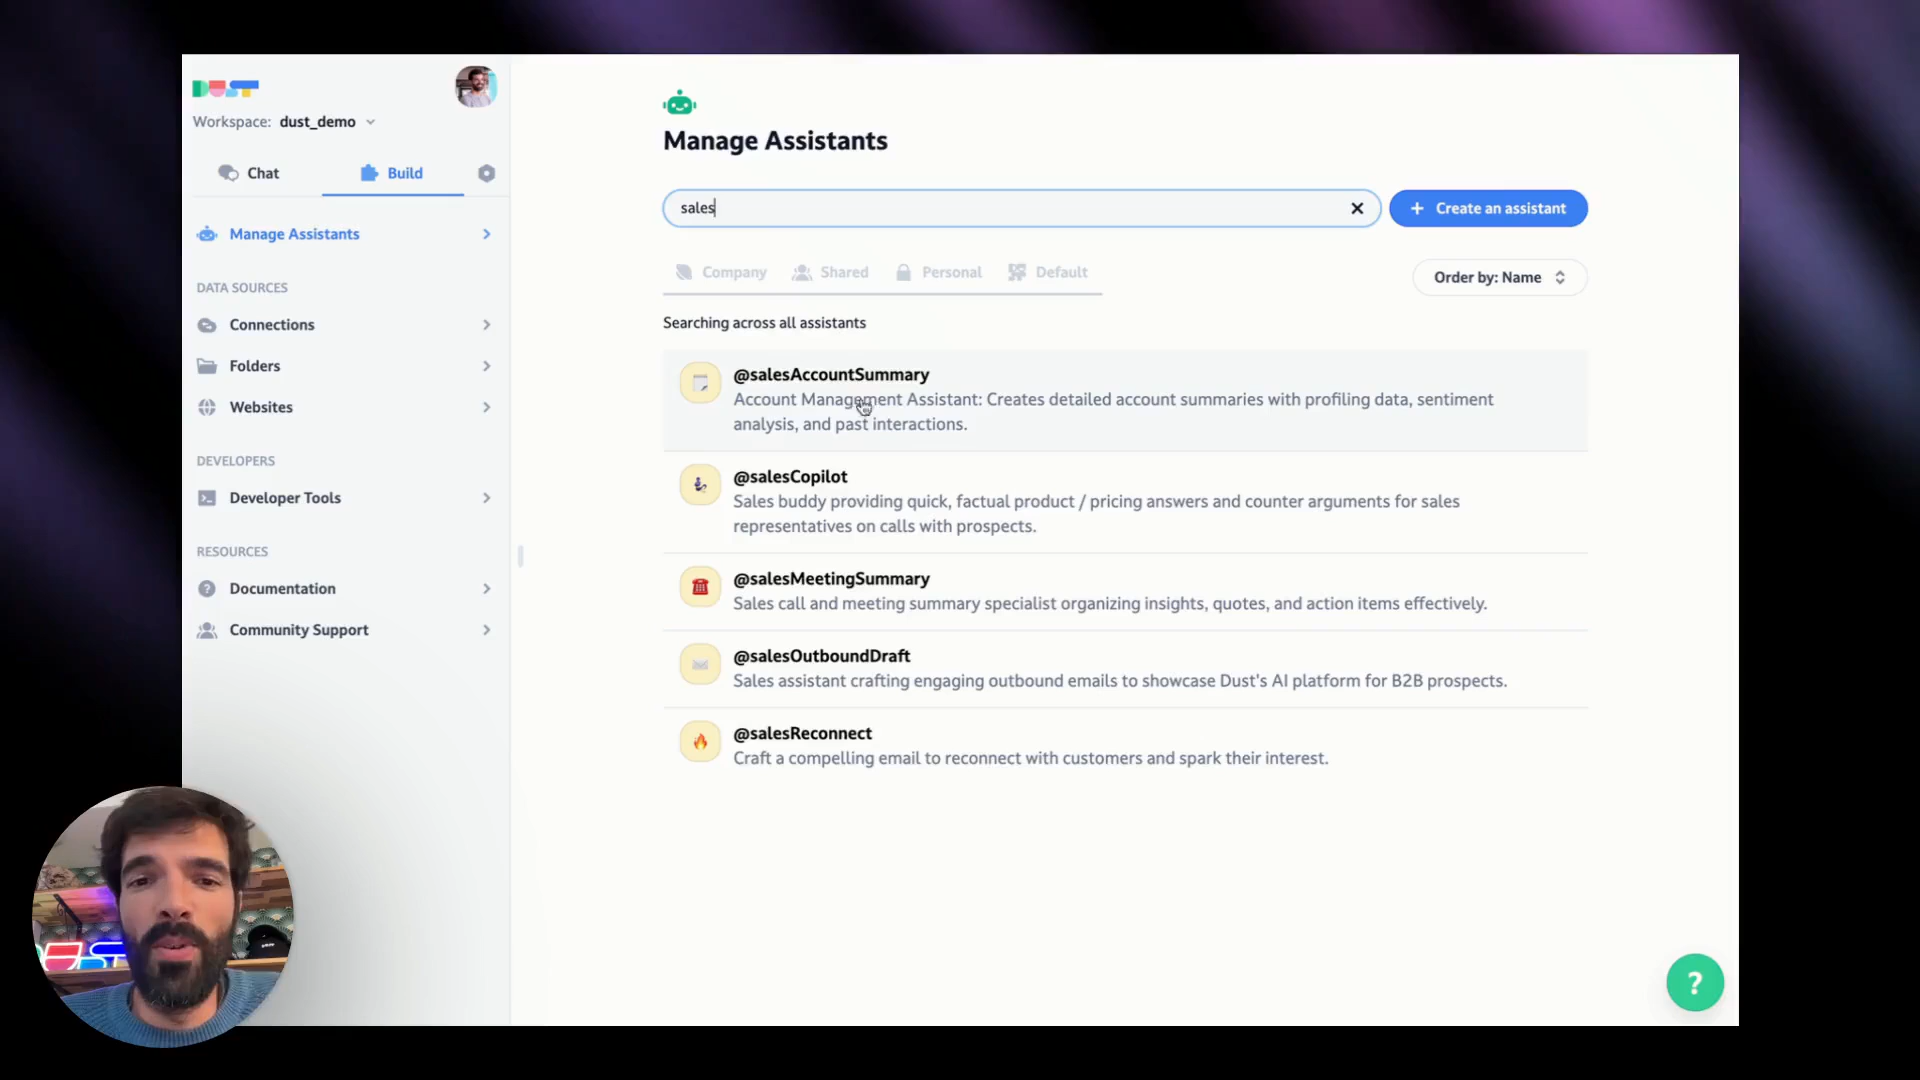 DUST
Workspace: dust_demo
Chat
Build
Manage Assistants
DATA SOURCES
Connections
Folders
Websites
DEVELOPERS
Developer Tools
RESOURCES
Documentation
Community Support
Manage Assistants
sales
Create an assistant
Company
Shared
Personal
Default
Order by: Name
Searching across all assistants
@salesAccountSummary
Account Management Assistant: Creates detailed account summaries with profiling data, sentiment
analysis, and past interactions.
@salesCopilot
Sales buddy providing quick, factual product / pricing answers and counter arguments for sales
representatives on calls with prospects.
@salesMeetingSummary
Sales call and meeting summary specialist organizing insights, quotes, and action items effectively.
@salesOutboundDraft
Sales assistant crafting engaging outbound emails to showcase Dust's AI platform for B2B prospects.
@salesReconnect
Craft a compelling email to reconnect with customers and spark their interest.
?
DUST